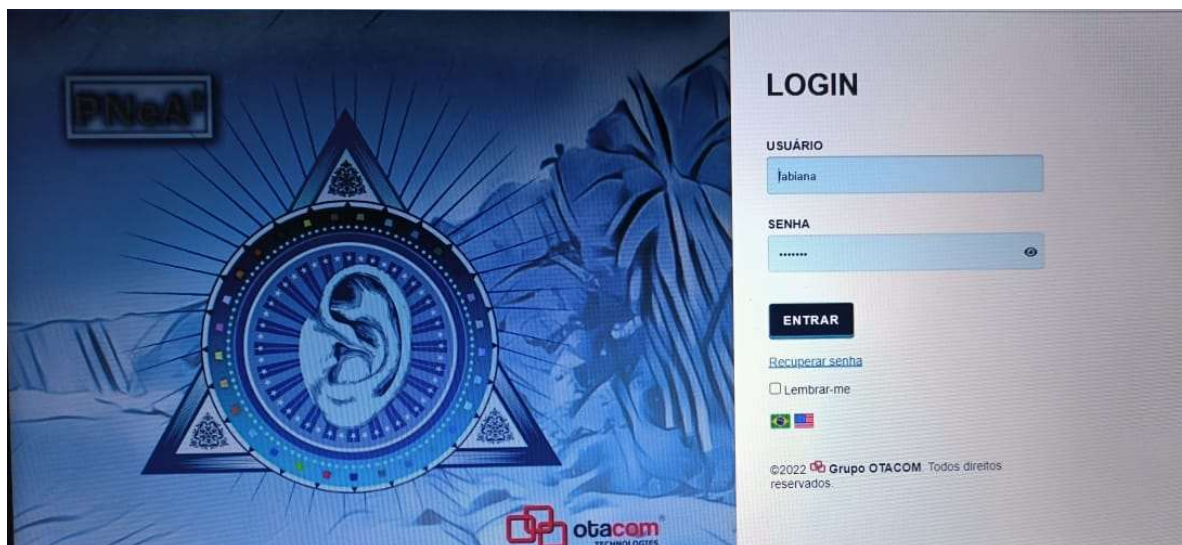 PNeA®
LOGIN
USUÁRIO
fabiana
SENHA
•••••••
ENTRAR
Recuperar senha
Lembrar-me
©2022 Grupo OTACOM. Todos direitos
reservados.
otacom®
TECHNOLOGIES